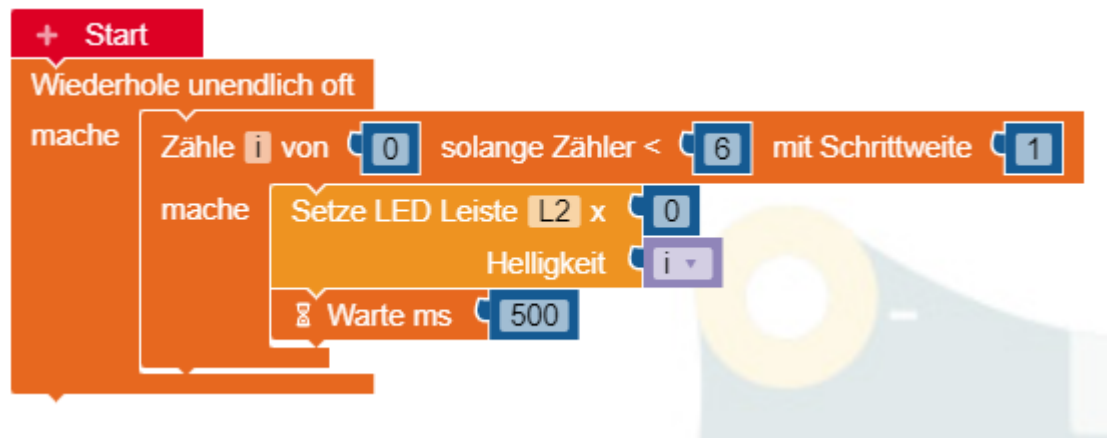 + Start
Wiederhole unendlich oft
mache Zähle i von 0 solange Zähler < 6 mit Schrittweite 1
mache Setze LED Leiste L2 x 0
Helligkeit i
Warte ms 500